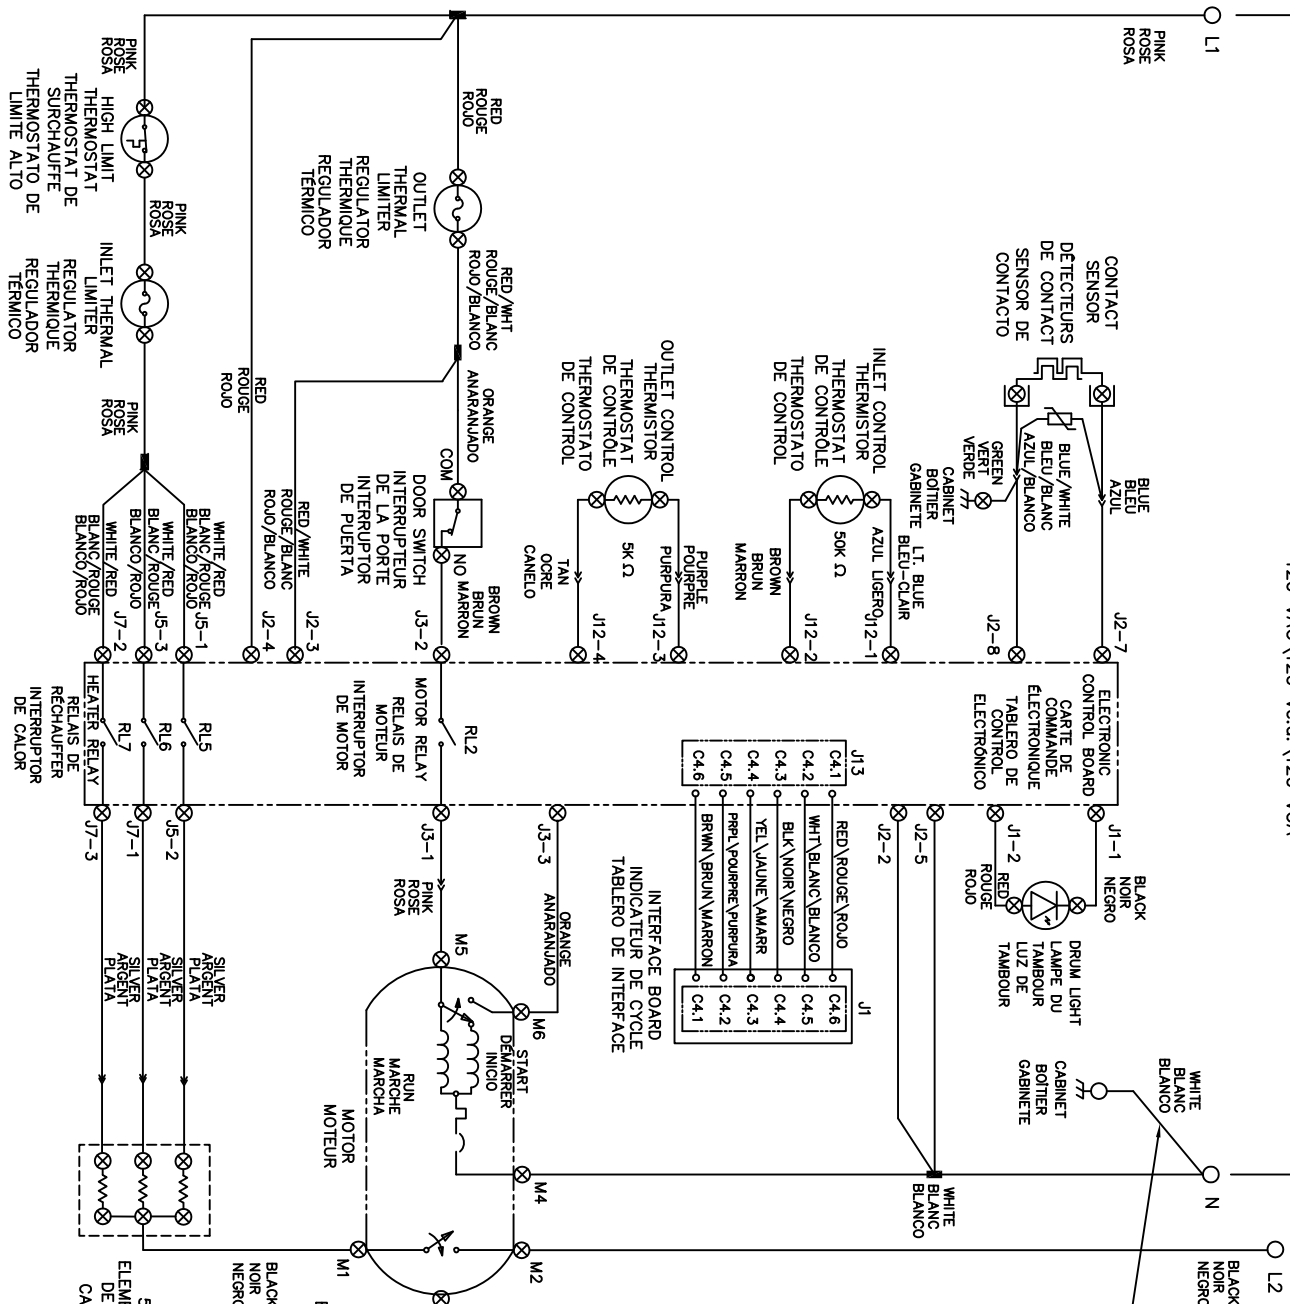 L1
PINK
ROSE
ROSA
PINK
ROSE
ROSA
HIGH LIMIT
THERMOSTAT
THERMOSTAT DE
SURCHAUFFE
THERMOSTATO DE
LIMITE ALTO
PINK
ROSE
ROSA
INLET THERMAL
LIMITER
REGULATOR
THERMIQUE
REGULADOR
TÉRMICO
PINK
ROSE
ROSA
WHITE/RED
BLANC/ROUGE
BLANCO/ROJO
WHITE/RED
BLANC/ROUGE
BLANCO/ROJO
WHITE/RED
BLANC/ROUGE
BLANCO/ROJO
J5-1
J5-3
J7-2
RED
ROUGE
ROJO
OUTLET
THERMAL
LIMITER
REGULATOR
THERMIQUE
REGULADOR
TÉRMICO
RED/WHT
ROUGE/BLANC
ROJO/BLANCO
ORANGE
ANARANJADO
COM
DOOR SWITCH
INTERRUPTEUR
DE LA PORTE
INTERRUPTOR
DE PUERTA
NO
BROWN
BRUN
MARRON
J3-2
RED
ROUGE
ROJO
RED/WHITE
ROUGE/BLANC
ROJO/BLANCO
J2-3
J2-4
OUTLET CONTROL
THERMISTOR
THERMOSTAT
DE CONTRÔLE
THERMOSTATO
DE CONTROL
5K Ω
PURPLE
POURPRE
PURPURA
TAN
OCRE
CANELO
J12-3
J12-4
INLET CONTROL
THERMISTOR
THERMOSTAT
DE CONTRÔLE
THERMOSTATO
DE CONTROL
50K Ω
LT. BLUE
BLEU-CLAIR
AZUL LIGERO
BROWN
BRUN
MARRON
J12-1
J12-2
CONTACT
SENSOR
DÉTECTEURS
DE CONTACT
SENSOR DE
CONTACTO
BLUE
BLEU
AZUL
BLUE/WHITE
BLEU/BLANC
AZUL/BLANCO
GREEN
VERT
VERDE
CABINET
BOÎTIER
GABINETE
J2-7
J2-8
ELECTRONIC
CONTROL BOARD
CARTE DE
COMMANDE
ÉLECTRONIQUE
TABLERO DE
CONTROL
ELECTRÓNICO
RL2
MOTOR RELAY
RELAIS DE
MOTEUR
INTERRUPTOR
DE MOTOR
RL5
RL6
RL7
HEATER RELAY
RELAIS DE
RÉCHAUFFER
INTERRUPTOR
DE CALOR
J13
C4.1
C4.2
C4.3
C4.4
C4.5
C4.6
RED\ROUGE\ROJO
WHT\BLANC\BLANCO
BLK\NOIR\NEGRO
YEL\JAUNE\AMARR
PRPL\POURPRE\PURPURA
BRWN\BRUN\MARRON
J1
C4.6
C4.5
C4.4
C4.3
C4.2
C4.1
INTERFACE BOARD
INDICATEUR DE CYCLE
TABLERO DE INTERFACE
J1-1
J1-2
BLACK
NOIR
NEGRO
RED
ROUGE
ROJO
DRUM LIGHT
LAMPE DU
TAMBOUR
LUZ DE
TAMBOUR
J2-5
J2-2
WHITE
BLANC
BLANCO
WHITE
BLANC
BLANCO
CABINET
BOÎTIER
GABINETE
N
J3-3
J3-1
ORANGE
ANARANJADO
PINK
ROSE
ROSA
M5
M6
START
DÉMARRER
INICIO
RUN
MARCHE
MARCHA
MOTOR
MOTEUR
M4
M2
M1
J5-2
J7-1
J7-3
SILVER
ARGENT
PLATA
SILVER
ARGENT
PLATA
SILVER
ARGENT
PLATA
BLACK
NOIR
NEGRO
BLACK
NOIR
NEGRO
L2